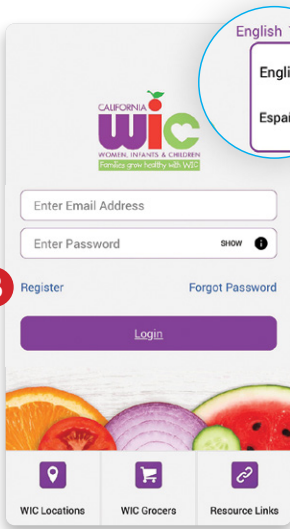 English
Engli
Españ
CALIFORNIA
wic
WOMEN, INFANTS & CHILDREN
Families grow healthy with WIC
Enter Email Address
Enter Password SHOW i
Register Forgot Password
Login
WIC Locations WIC Grocers Resource Links